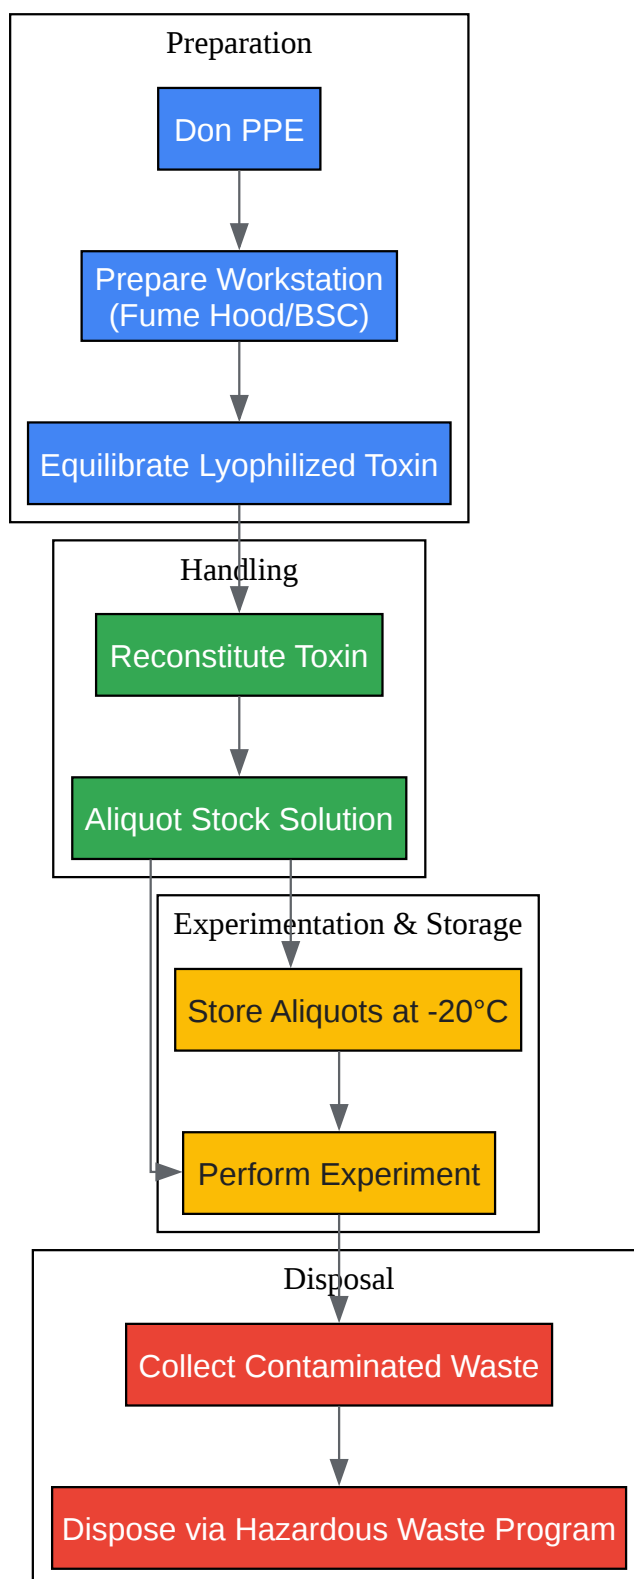 Preparation
Don PPE
Prepare Workstation
(Fume Hood/BSC)
Equilibrate Lyophilized Toxin
Handling
Reconstitute Toxin
Aliquot Stock Solution
Experimentation & Storage
Store Aliquots at -20°C
Perform Experiment
Disposal
Collect Contaminated Waste
Dispose via Hazardous Waste Program